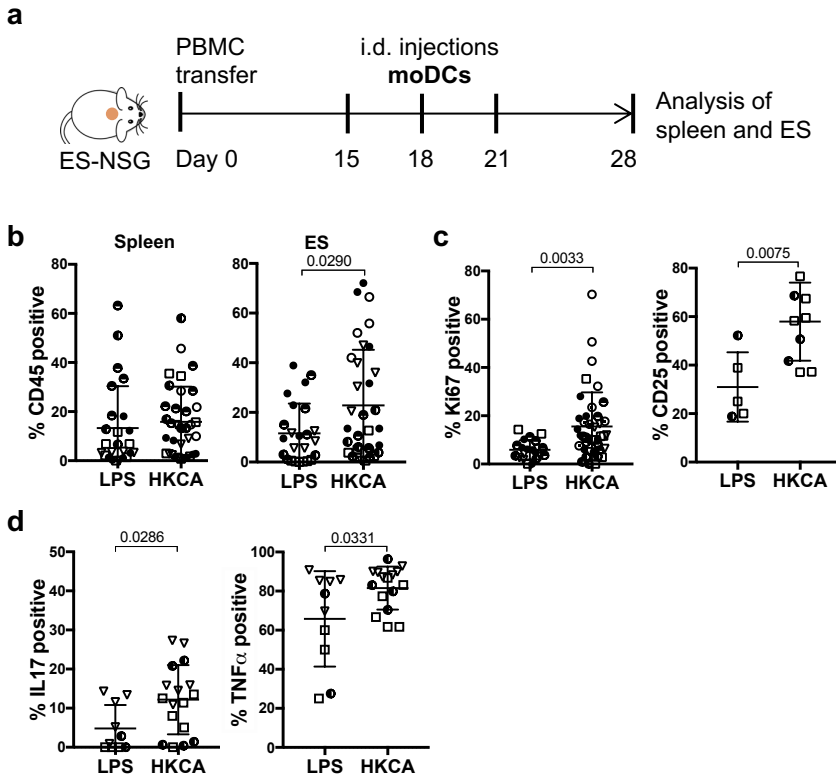 a
PBMC
transfer
i.d. injections
moDCs
Analysis of
spleen and ES
ES-NSG
Day 0
15
18
21
28
b
Spleen
ES
0.0290
% CD45 positive
80
60
40
20
0
LPS
HKCA
80
60
40
20
0
LPS
HKCA
c
0.0033
% Ki67 positive
80
60
40
20
0
LPS
HKCA
0.0075
% CD25 positive
80
60
40
20
0
LPS
HKCA
d
0.0286
% IL17 positive
50
40
30
20
10
0
LPS
HKCA
0.0331
% TNFα positive
100
80
60
40
20
0
LPS
HKCA